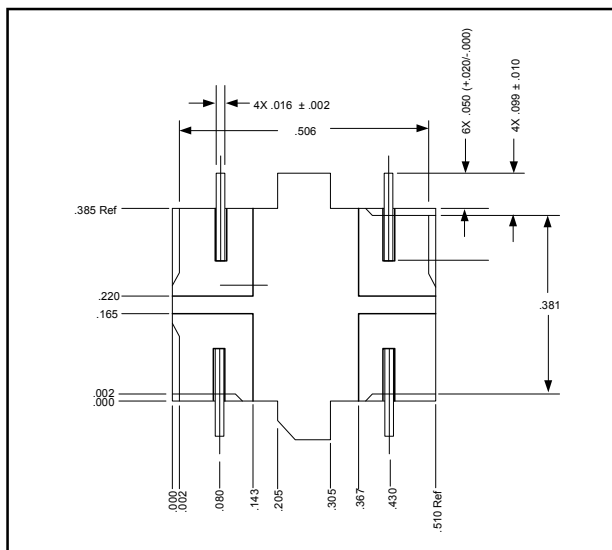 6X .050 (+.020/-.000)
4X .099 ± .010
4X .016 ± .002
.506
.385 Ref
.220
.165
.381
.002
.000
.000
.002
.080
.143
.205
.305
.367
.430
.510 Ref